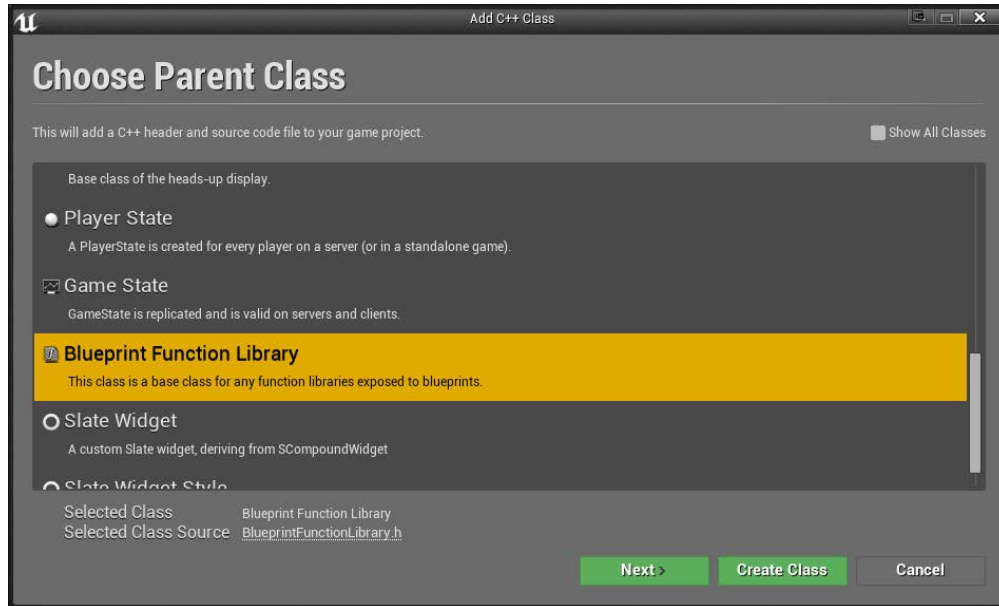 Add C++ Class
Choose Parent Class
This will add a C++ header and source code file to your game project.
Show All Classes
Base class of the heads-up display.
Player State
A PlayerState is created for every player on a server (or in a standalone game).
Game State
GameState is replicated and is valid on servers and clients.
Blueprint Function Library
This class is a base class for any function libraries exposed to blueprints.
Slate Widget
A custom Slate widget, deriving from SCompoundWidget
Slate Widget Style
Selected Class Blueprint Function Library
Selected Class Source BlueprintFunctionLibrary.h
Next >
Create Class
Cancel